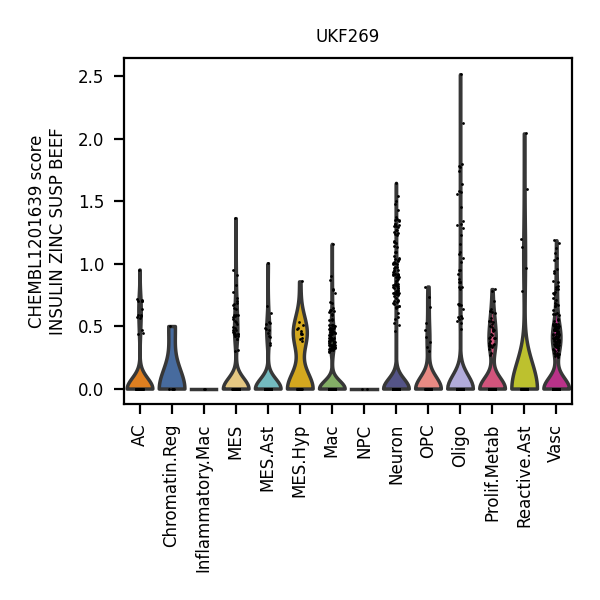 UKF269
CHEMBL1201639 score
INSULIN ZINC SUSP BEEF
2.5
2.0
1.5
1.0
0.5
0.0
AC
Chromatin.Reg
Inflammatory.Mac
MES
MES.Ast
MES.Hyp
Mac
NPC
Neuron
OPC
Oligo
Prolif.Metab
Reactive.Ast
Vasc